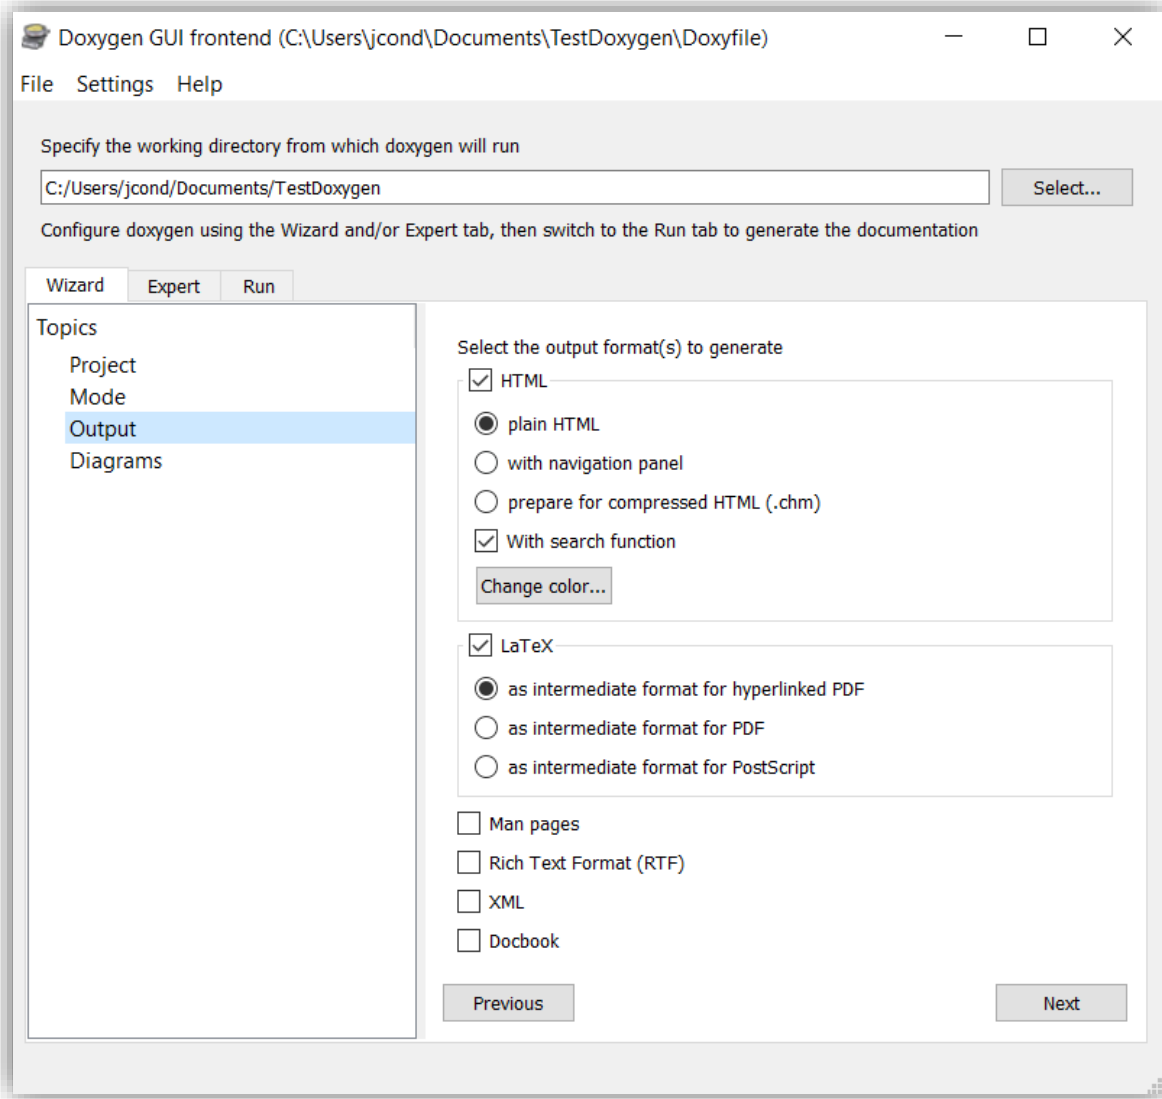 Doxygen GUI frontend (C:\Users\jcond\Documents\TestDoxygen\Doxyfile)
File Settings Help
Specify the working directory from which doxygen will run
C:/Users/jcond/Documents/TestDoxygen
Select...
Configure doxygen using the Wizard and/or Expert tab, then switch to the Run tab to generate the documentation
Wizard Expert Run
Topics
Project
Mode
Output
Diagrams
Select the output format(s) to generate
HTML
plain HTML
with navigation panel
prepare for compressed HTML (.chm)
With search function
Change color...
LaTeX
as intermediate format for hyperlinked PDF
as intermediate format for PDF
as intermediate format for PostScript
Man pages
Rich Text Format (RTF)
XML
Docbook
Previous
Next